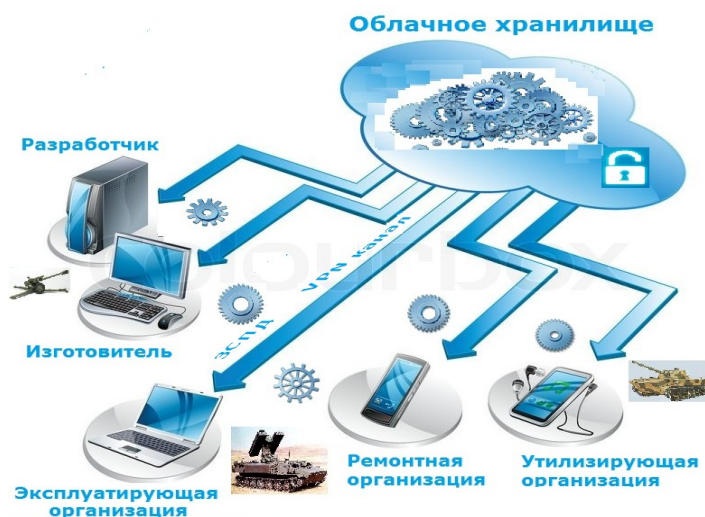 Облачное хранилище
Разработчик
VPN канал
ЗСПД
Изготовитель
Эксплуатирующая
организация
Ремонтная
организация
Утилизирующая
организация